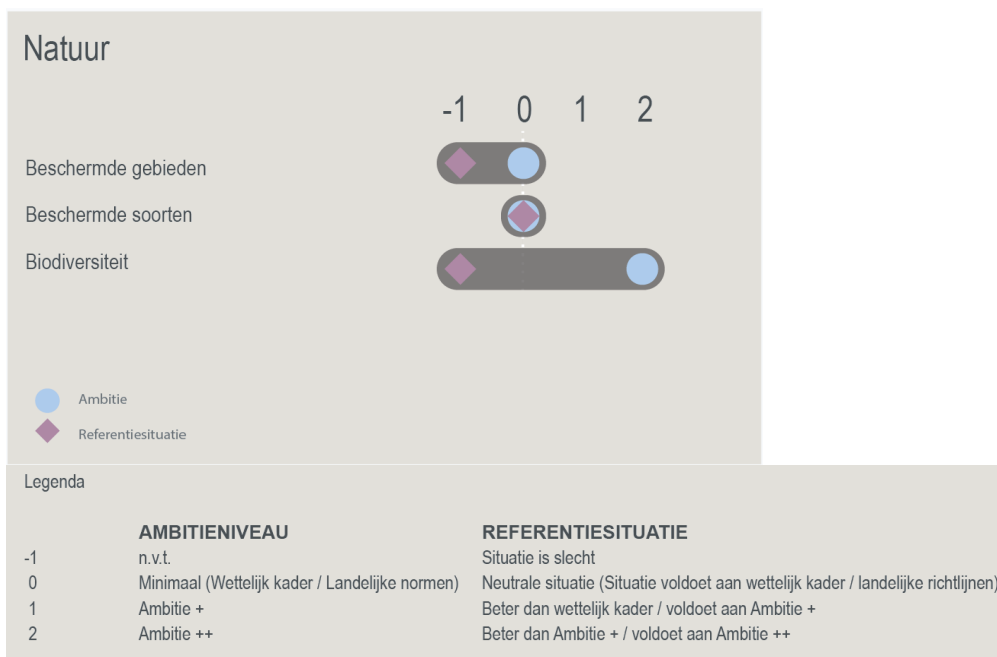 Natuur
-1 0 1 2
Beschermde gebieden
Beschermde soorten
Biodiversiteit
Ambitie
Referentiesituatie
Legenda
AMBITIENIVEAU REFERENTIESITUATIE
-1 n.v.t. Situatie is slecht
0 Minimaal (Wettelijk kader / Landelijke normen) Neutrale situatie (Situatie voldoet aan wettelijk kader / landelijke richtlijnen)
1 Ambitie + Beter dan wettelijk kader / voldoet aan Ambitie +
2 Ambitie ++ Beter dan Ambitie + / voldoet aan Ambitie ++